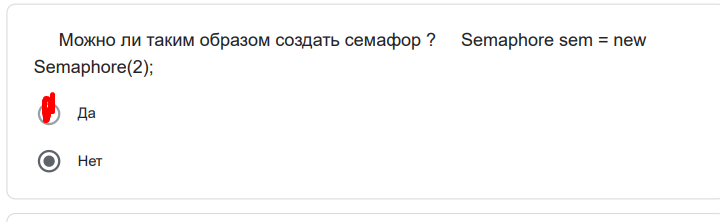 Можно ли таким образом создать семафор ? Semaphore sem = new
Semaphore(2);
Да
Нет